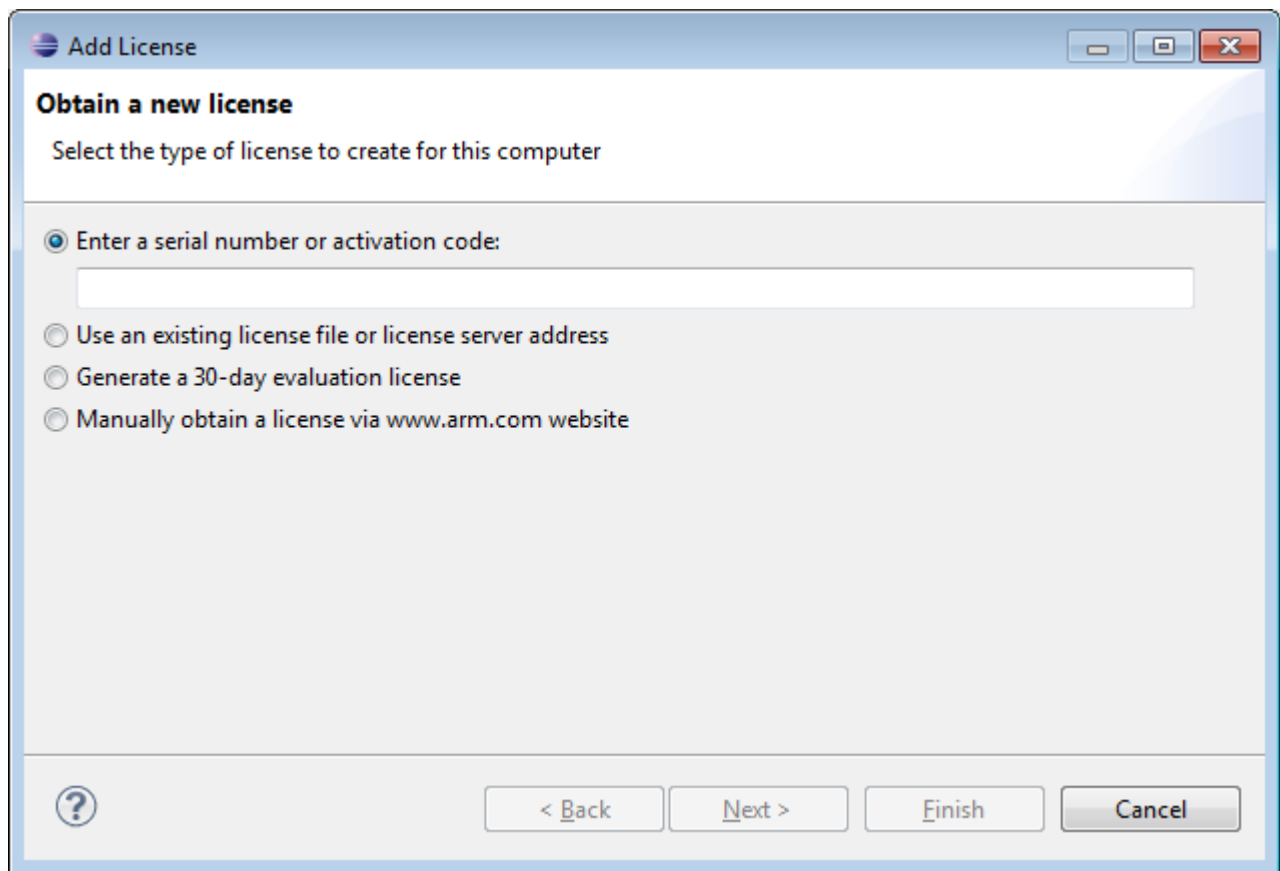 Add License
Obtain a new license
Select the type of license to create for this computer
Enter a serial number or activation code:
Use an existing license file or license server address
Generate a 30-day evaluation license
Manually obtain a license via www.arm.com website
? < Back Next > Finish Cancel